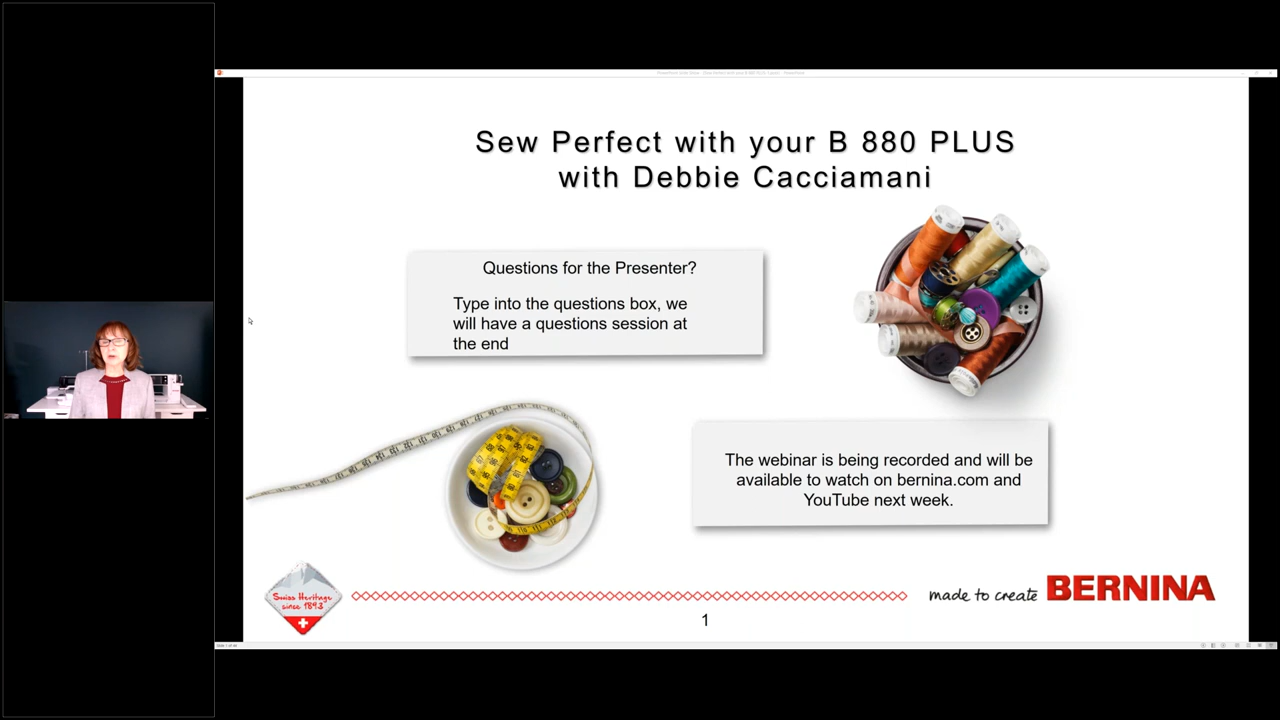 Sew Perfect with your B 880 PLUS
with Debbie Cacciamani
Questions for the Presenter?
Type into the questions box, we
will have a questions session at
the end
The webinar is being recorded and will be
available to watch on bernina.com and
YouTube next week.
Swiss Heritage
since 1893
made to create BERNINA
1